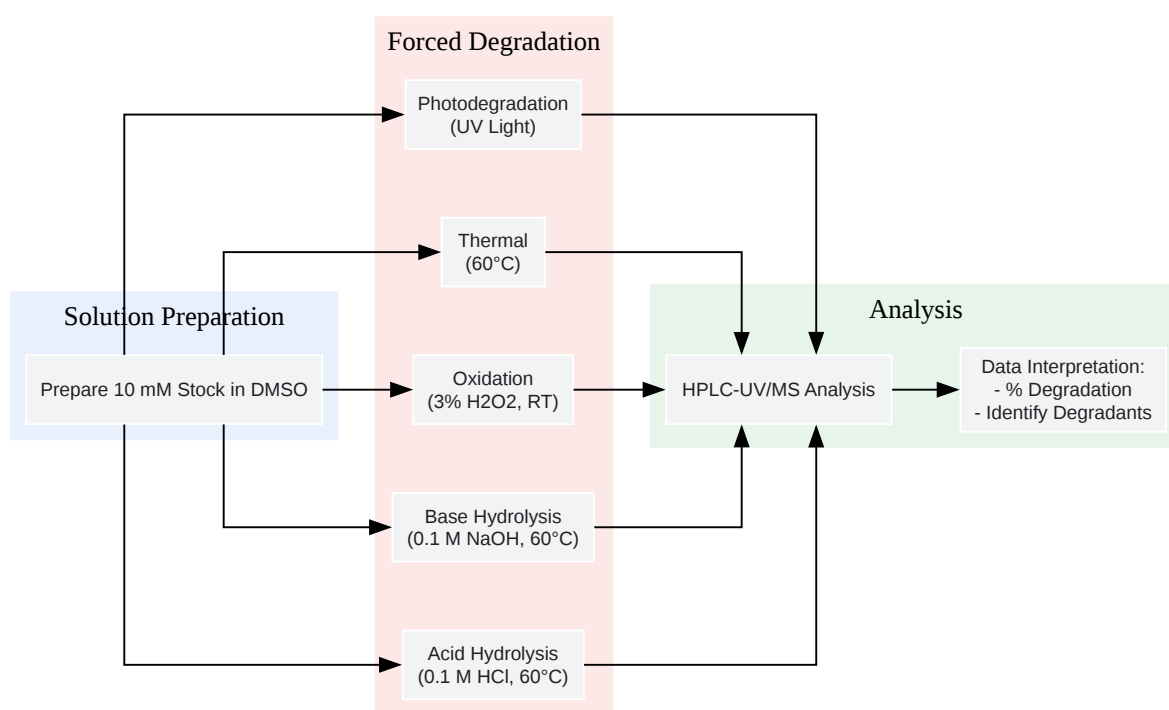 Forced Degradation
Photodegradation
(UV Light)
Thermal
(60°C)
Solution Preparation
Prepare 10 mM Stock in DMSO
Oxidation
(3% H2O2, RT)
Base Hydrolysis
(0.1 M NaOH, 60°C)
Acid Hydrolysis
(0.1 M HCl, 60°C)
Analysis
HPLC-UV/MS Analysis
Data Interpretation:
- % Degradation
- Identify Degradants